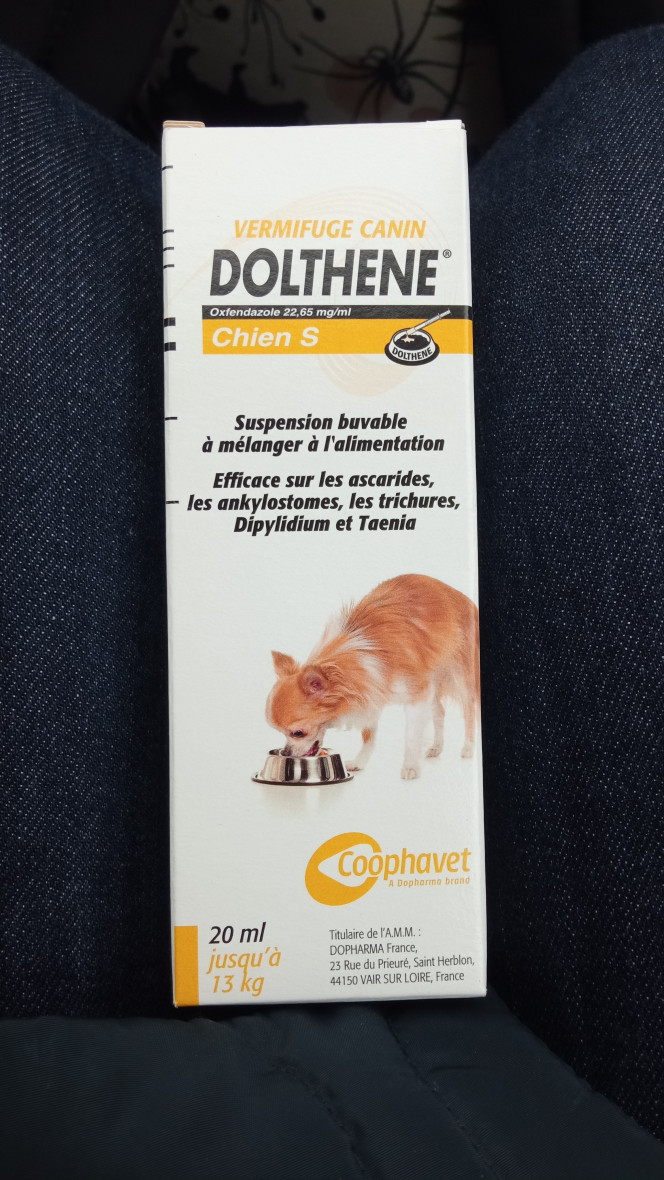 VERMIFUGE CANIN
DOLTHENE®
Oxfendazole 22,65 mg/ml
Chien S
DOLTHENE
Suspension buvable
à mélanger à l'alimentation
Efficace sur les ascarides,
les ankylostomes, les trichures,
Dipylidium et Taenia
Coophavet
A Dopharma brand
20 ml
jusqu'à
13 kg
Titulaire de l'A.M.M. :
DOPHARMA France,
23 Rue du Prieuré, Saint Herblon,
44150 VAIR SUR LOIRE, France